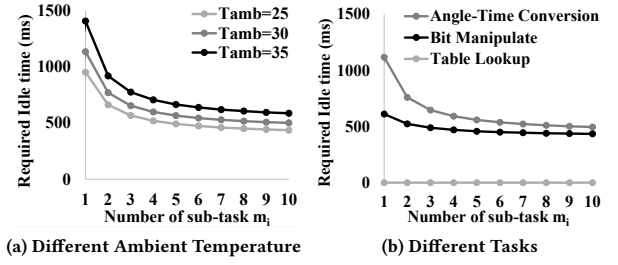 Required Idle time (ms)
1500
1000
500
0
Tamb=25
Tamb=30
Tamb=35
1 2 3 4 5 6 7 8 9 10
Number of sub-task mi
(a) Different Ambient Temperature
Required Idle time (ms)
1500
1000
500
0
Angle-Time Conversion
Bit Manipulate
Table Lookup
1 2 3 4 5 6 7 8 9 10
Number of sub-task mi
(b) Different Tasks